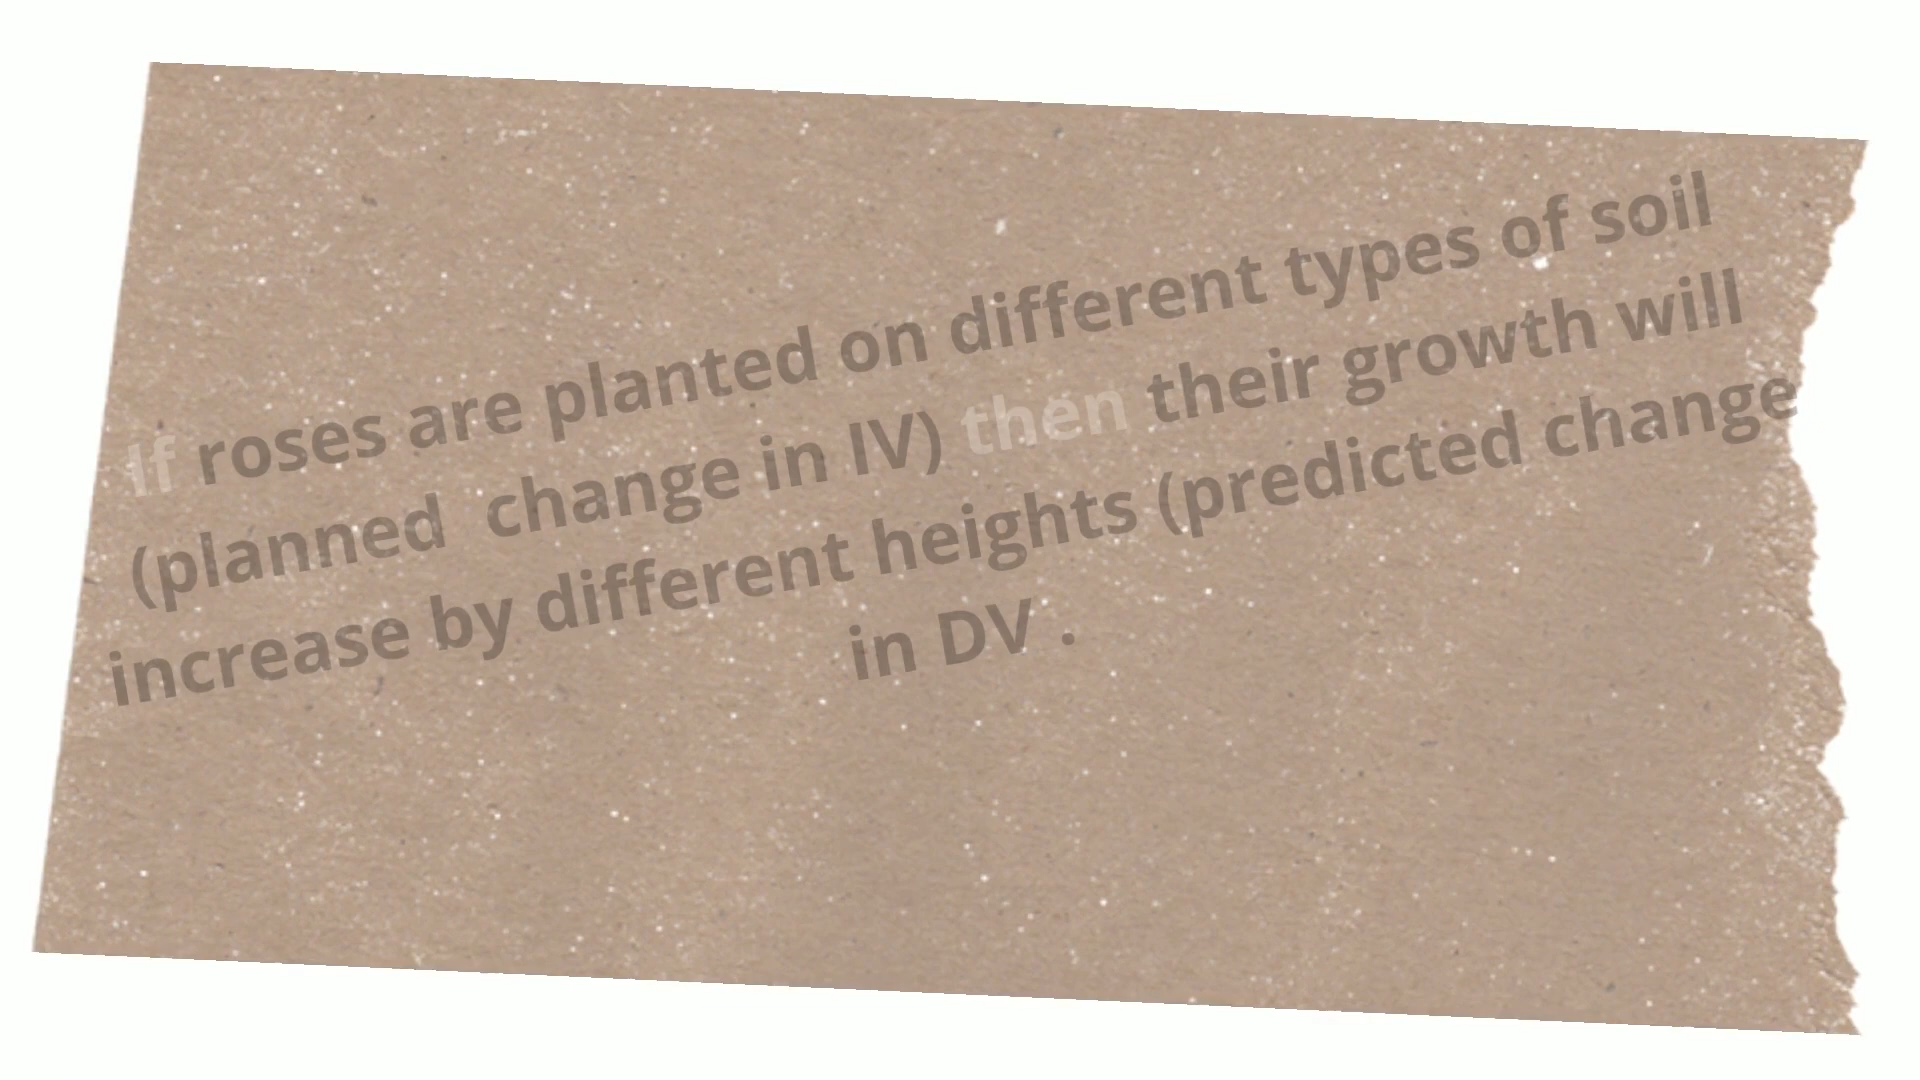 If roses are planted on different types of soil
(planned change in IV) then their growth will
increase by different heights (predicted change
in DV .